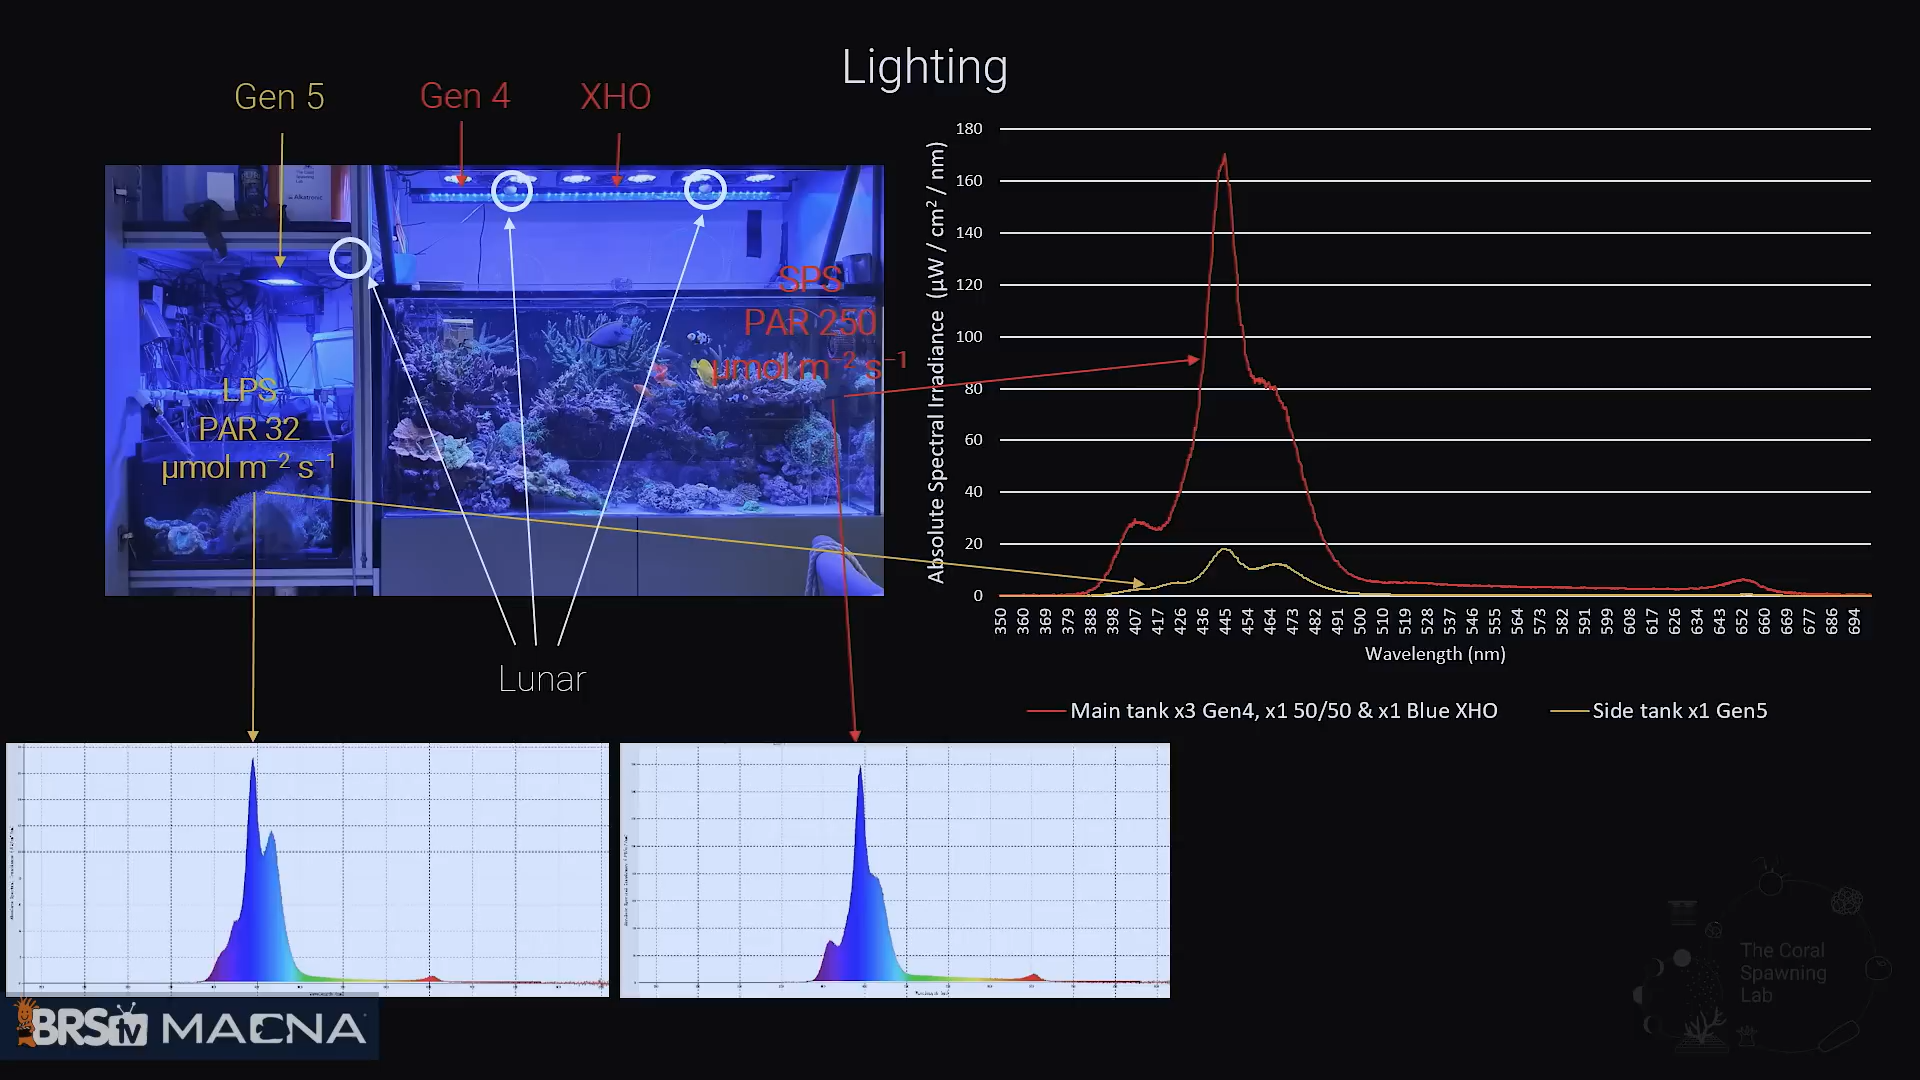 Lighting
Gen 5
Gen 4
XHO
SPS
PAR 250
µmol m⁻² s⁻¹
LPS
PAR 32
µmol m⁻² s⁻¹
Lunar
Absolute Spectral Irradiance (µW / cm² / nm)
180
160
140
120
100
80
60
40
20
0
350 360 369 379 388 398 407 417 426 436 445 454 464 473 482 491 500 510 519 528 537 546 555 564 573 582 591 599 608 617 626 634 643 652 660 669 677 686 694
Wavelength (nm)
Main tank x3 Gen4, x1 50/50 & x1 Blue XHO
Side tank x1 Gen5
The Coral
Spawning
Lab
BRStv MACNA